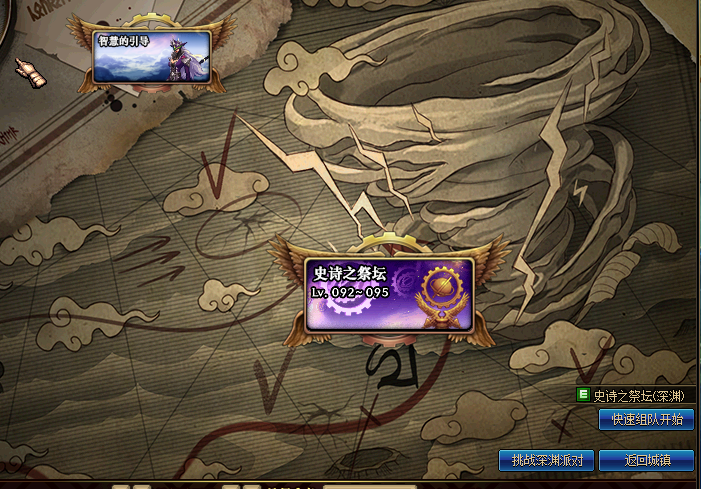 智慧的引导
史诗之祭坛
Lv. 092~095
E 史诗之祭坛(深渊)
快速组队开始
挑战深渊派对
返回城镇